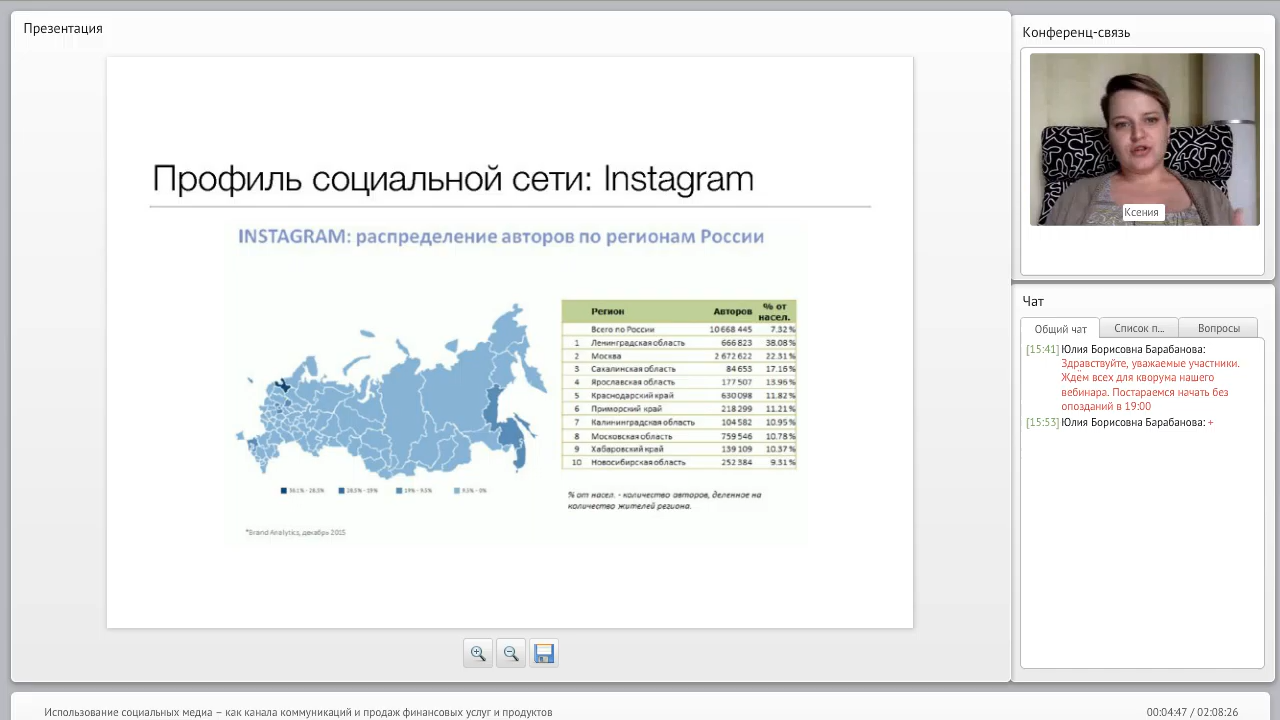 Презентация
Профиль социальной сети: Instagram
INSTAGRAM: распределение авторов по регионам России
Регион Авторов % от насел.
Всего по России 10 668 445 7.32%
1 Ленинградская область 666 823 38.08%
2 Москва 2 672 622 22.31%
3 Сахалинская область 84 653 17.16%
4 Ярославская область 177 507 13.96%
5 Краснодарский край 630 098 11.82%
6 Приморский край 218 299 11.21%
7 Калининградская область 104 582 10.95%
8 Московская область 759 546 10.78%
9 Хабаровский край 139 109 10.37%
10 Новосибирская область 252 384 9.31%
% от насел. - количество авторов, деленное на
количество жителей региона.
*Brand Analytics, декабрь 2015
Конференц-связь
Ксения
Чат
Общий чат Список п... Вопросы
[15:41] Юлия Борисовна Барабанова:
Здравствуйте, уважаемые участники.
Ждём всех для кворума нашего
вебинара. Постараемся начать без
опозданий в 19:00
[15:53] Юлия Борисовна Барабанова: +
Использование социальных медиа – как канала коммуникаций и продаж финансовых услуг и продуктов
00:04:47 / 02:08:26